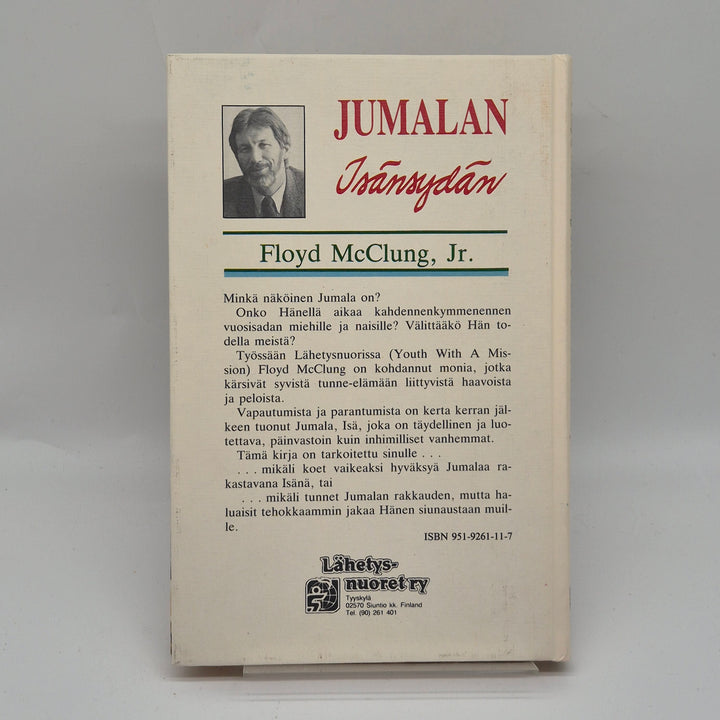 JUMALAN
Isänsydän
Floyd McClung, Jr.
Minkä näköinen Jumala on?
Onko Hänellä aikaa kahdennenkymmenennen
vuosisadan miehille ja naisille? Välittääkö Hän to-
della meistä?
Työssään Lähetysnuorissa (Youth With A Mis-
sion) Floyd McClung on kohdannut monia, jotka
kärsivät syvistä tunne-elämään liittyvistä haavoista
ja peloista.
Vapautumista ja parantumista on kerta kerran jäl-
keen tuonut Jumala, Isä, joka on täydellinen ja luo-
tettava, päinvastoin kuin inhimilliset vanhemmat.
Tämä kirja on tarkoitettu sinulle . . .
. . . mikäli koet vaikeaksi hyväksyä Jumalaa ra-
kastavana Isänä, tai
. . . mikäli tunnet Jumalan rakkauden, mutta ha-
luaisit tehokkaammin jakaa Hänen siunaustaan muil-
le.
ISBN 951-9261-11-7
Lähetys-
nuoret ry
Tyyskylä
02570 Siuntio kk. Finland
Tel. (90) 261 401